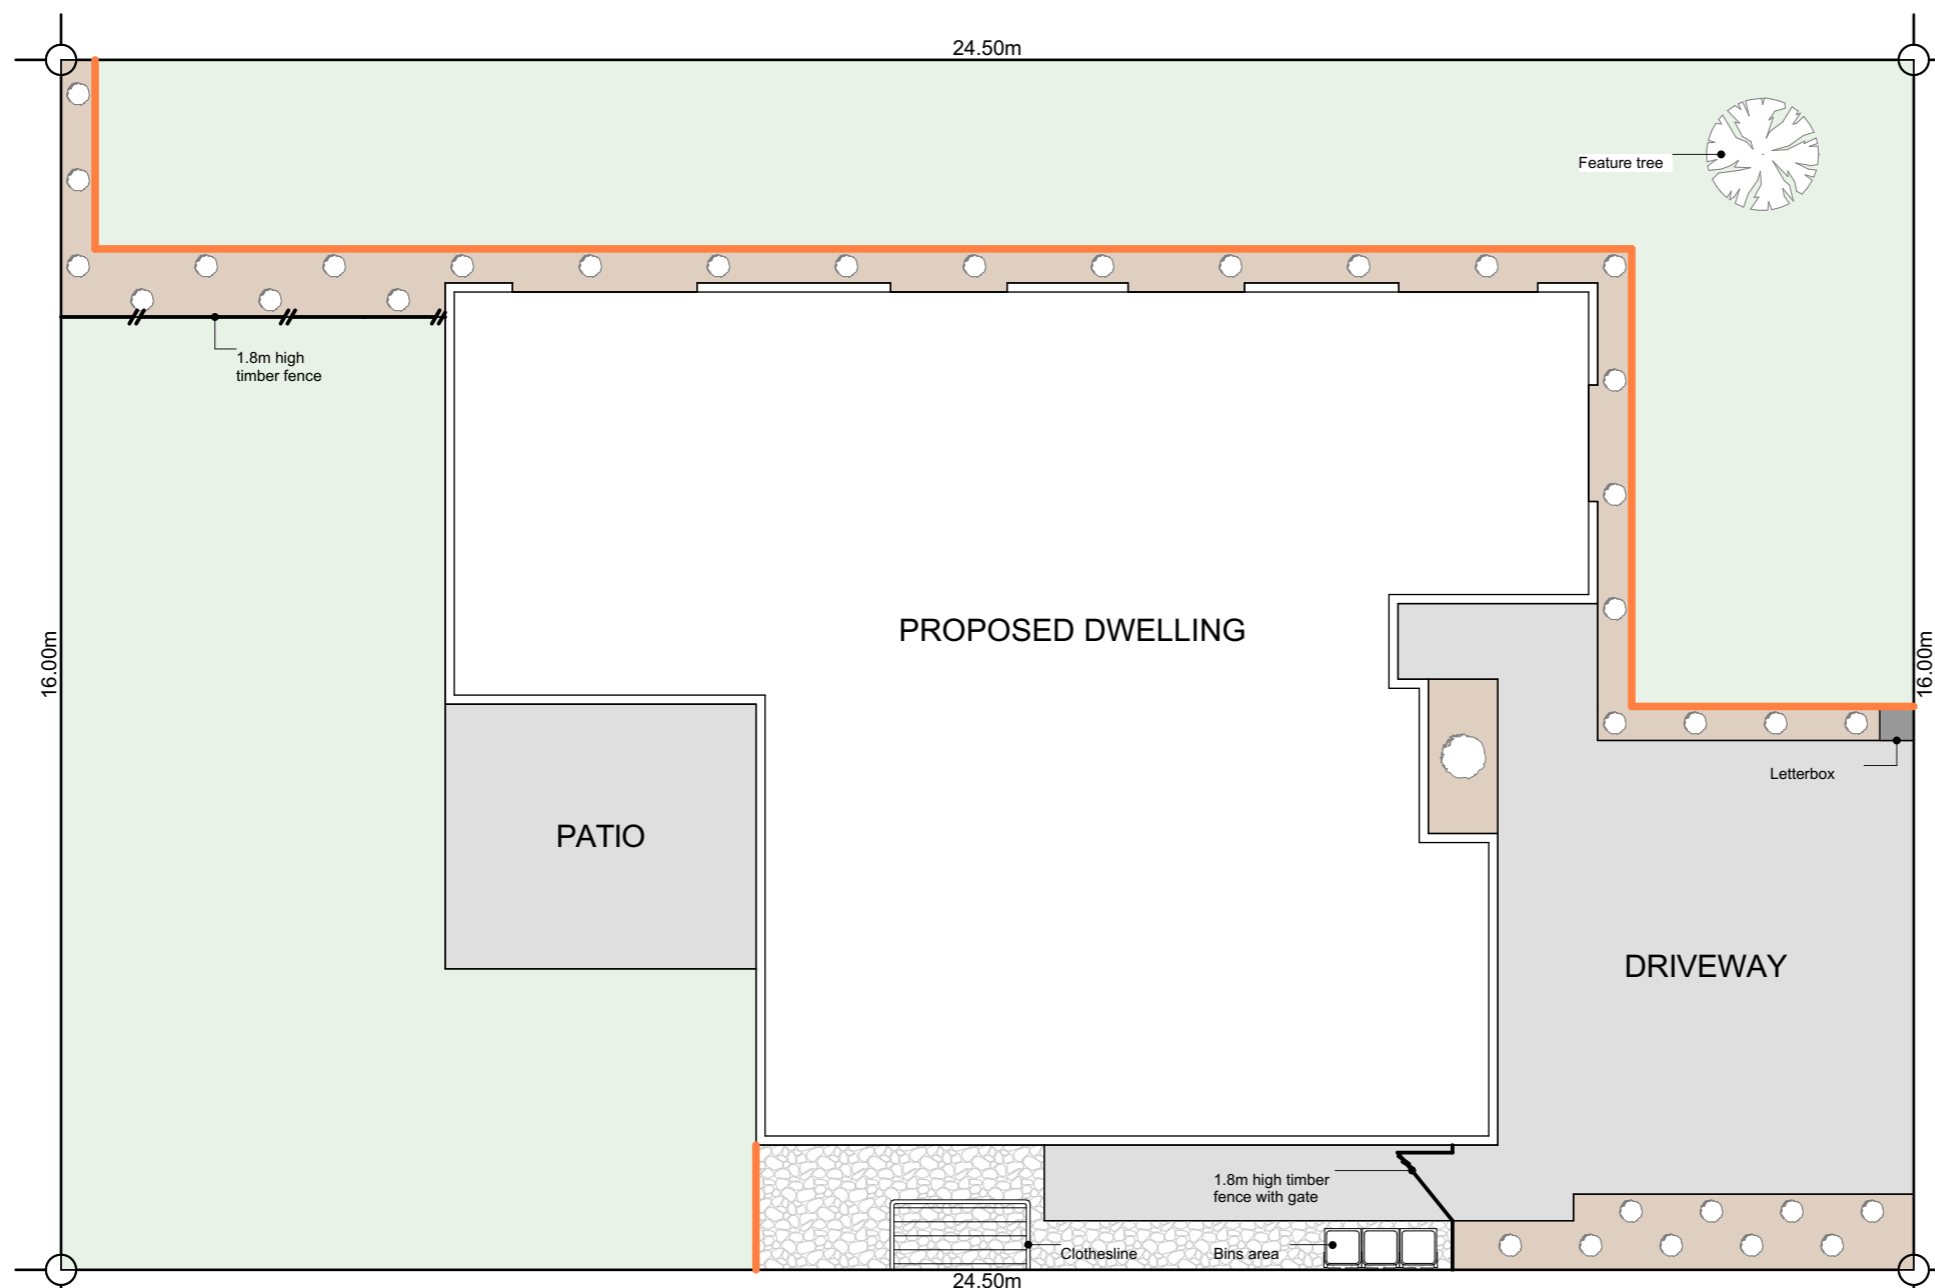 24.50m
Feature tree
1.8m high
timber fence
PROPOSED DWELLING
16.00m
16.00m
Letterbox
PATIO
DRIVEWAY
1.8m high timber
fence with gate
Clothesline
Bins area
24.50m